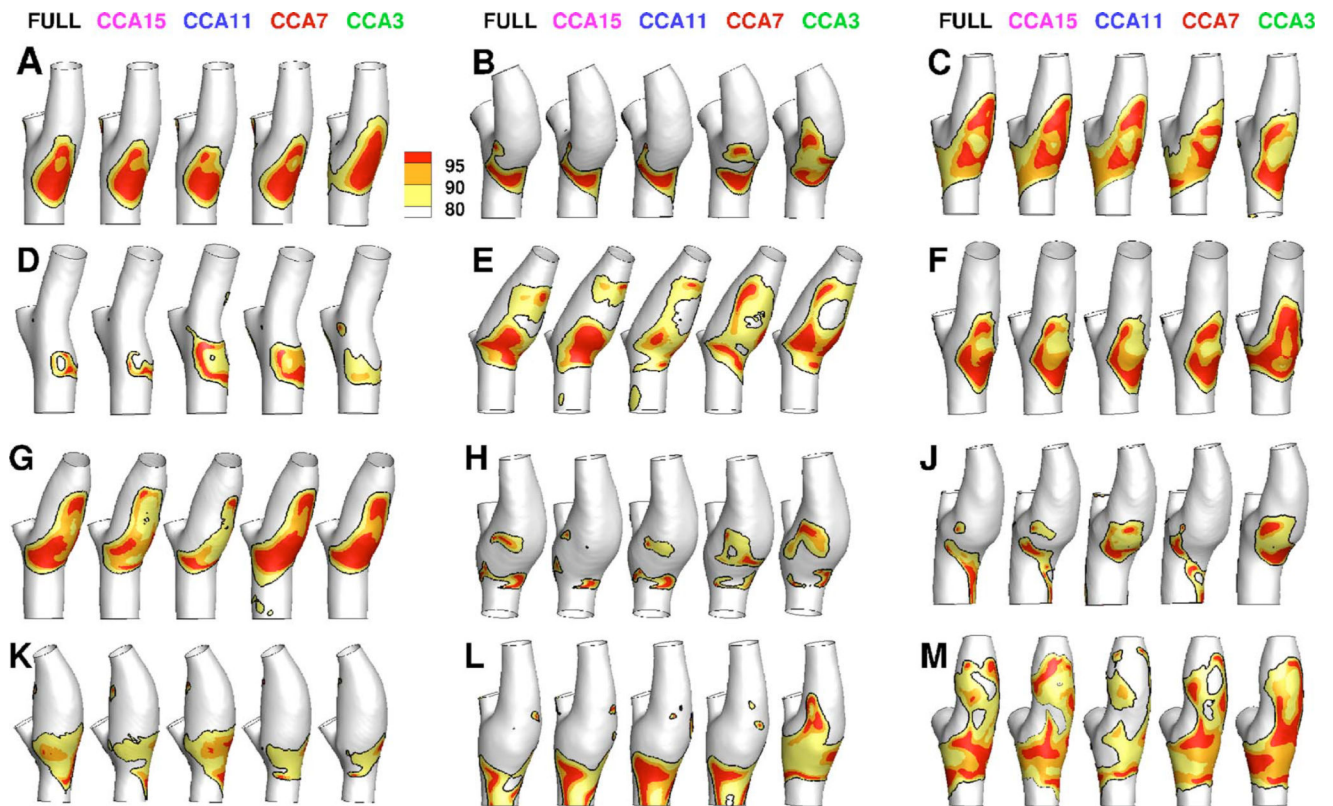 FULL CCA15 CCA11 CCA7 CCA3 FULL CCA15 CCA11 CCA7 CCA3 FULL CCA15 CCA11 CCA7 CCA3
A B C
95
90
80
D E F
G H J
K L M